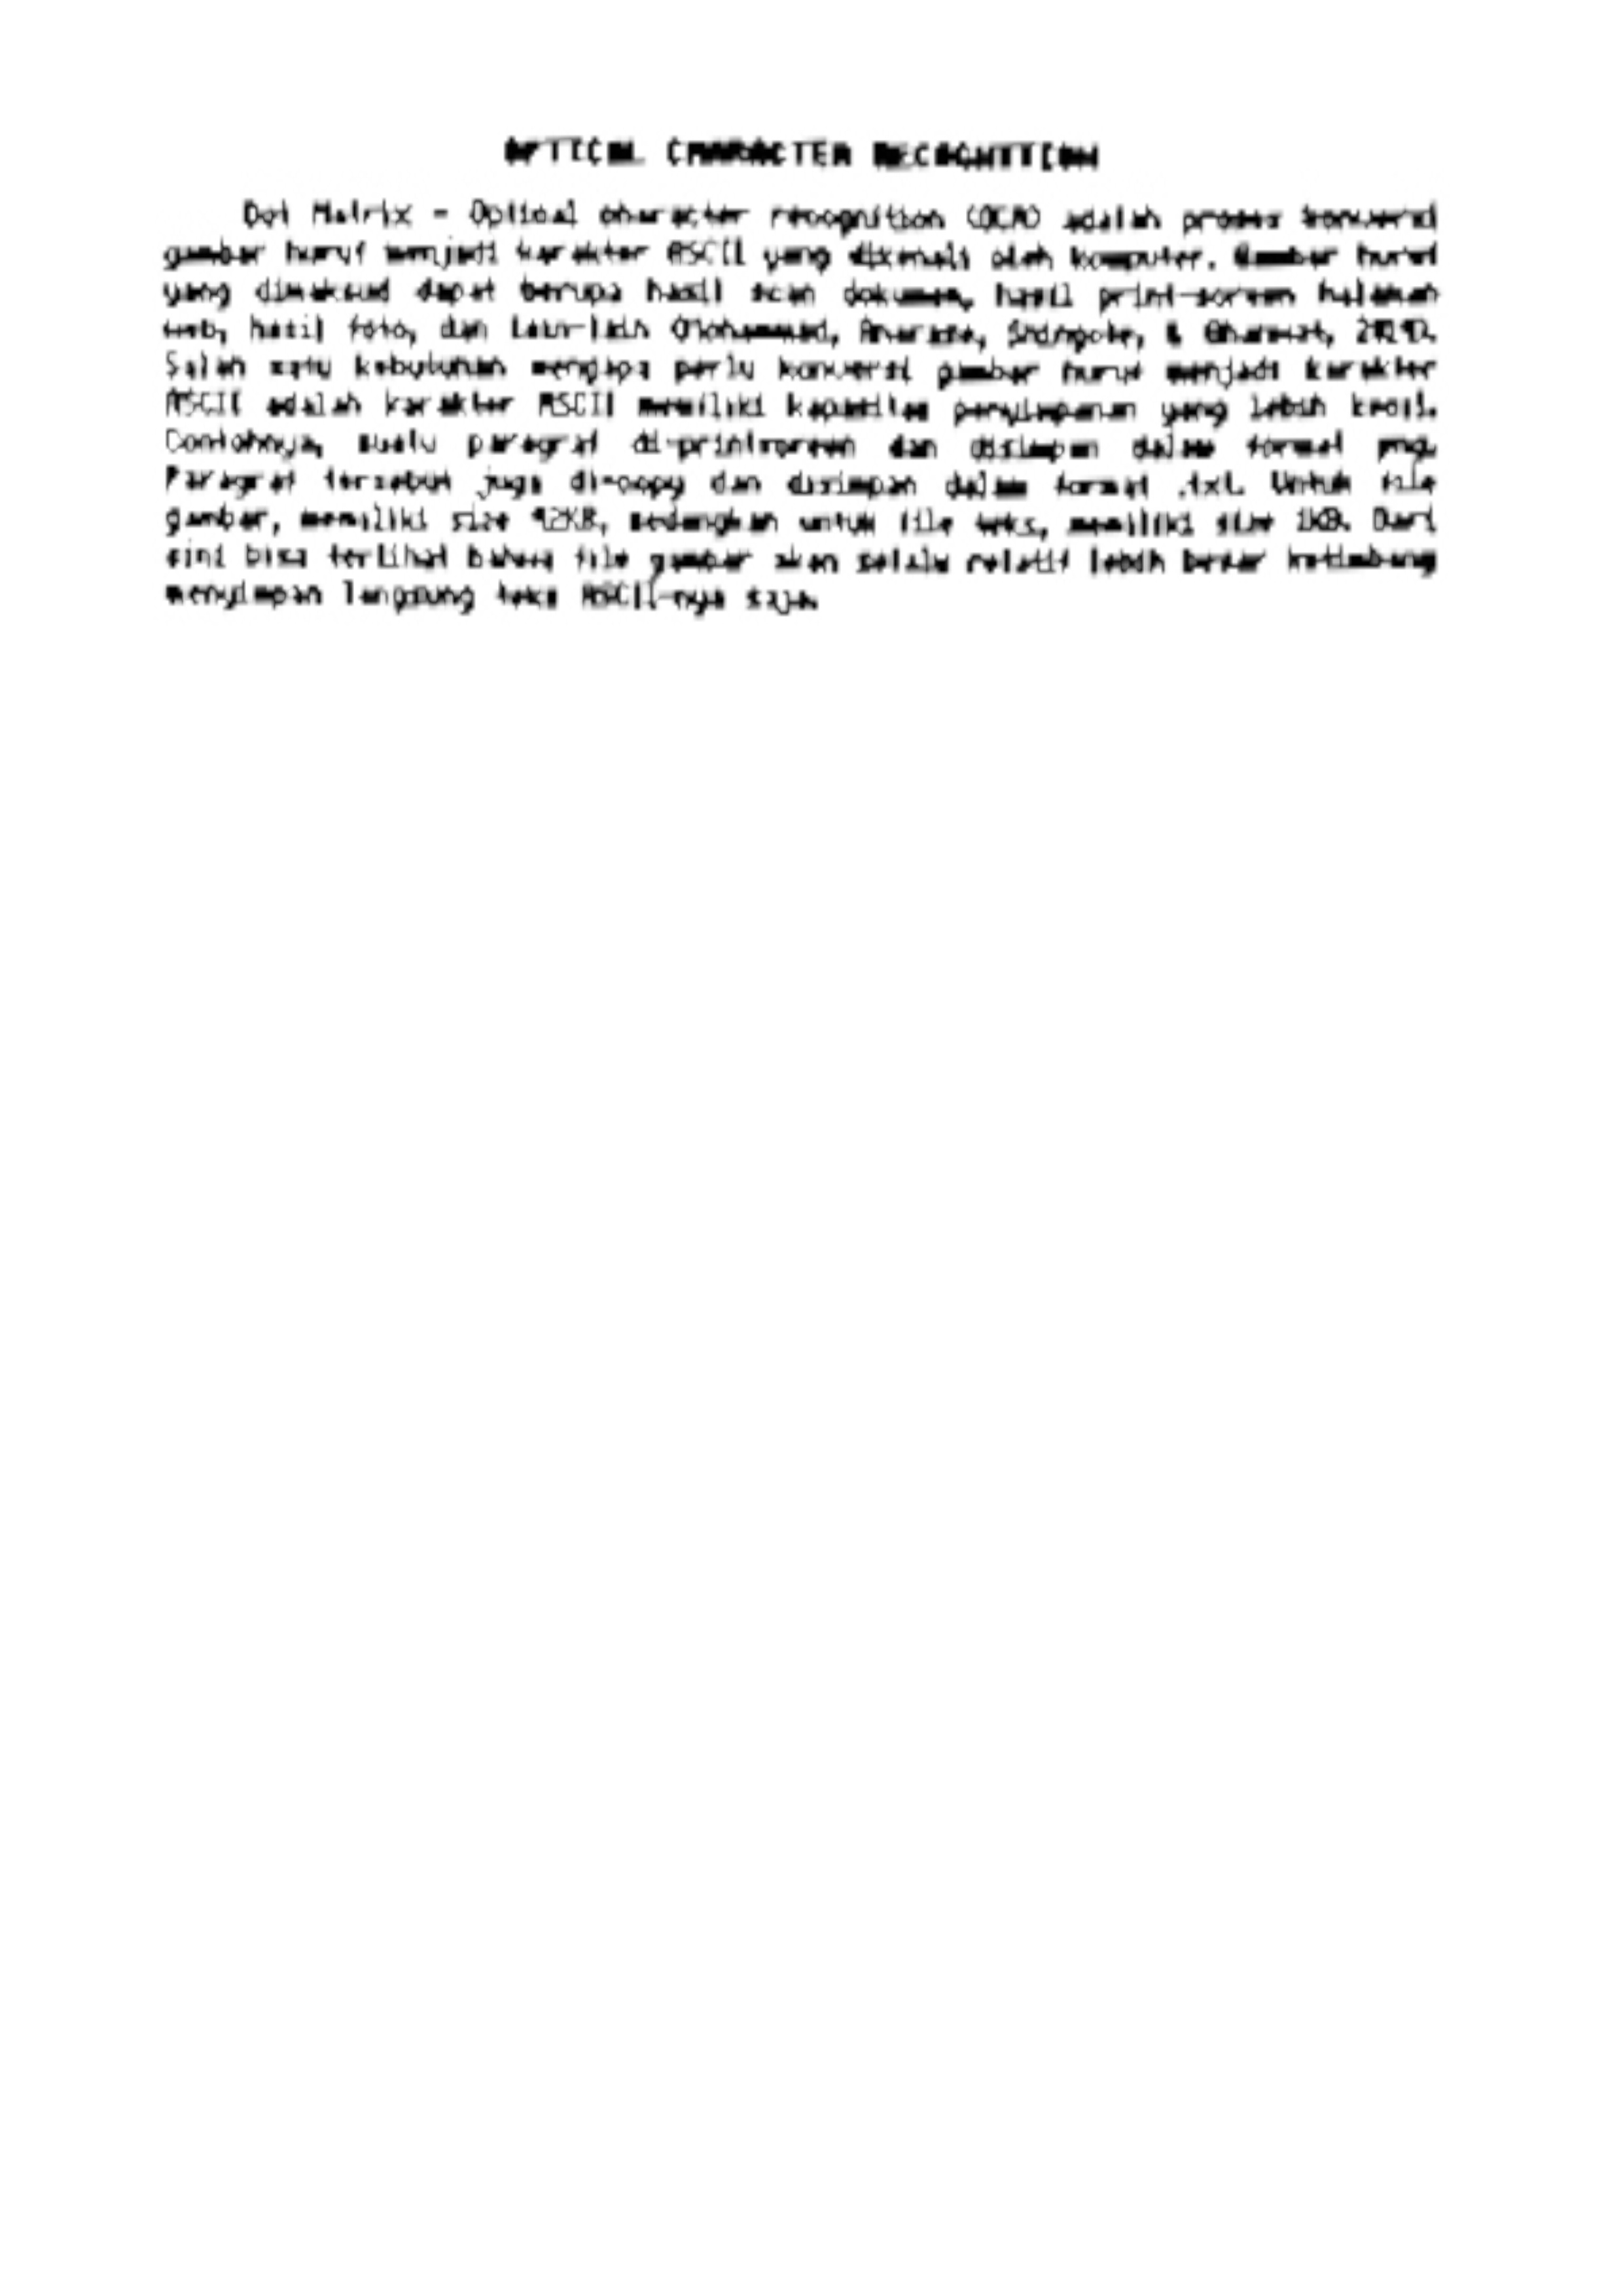 OPTICAL CHARACTER RECOGNITION
Dot Matrix - Optical character recognition (OCR) adalah proses konversi
gambar huruf menjadi karakter ASCII yang dikenali oleh komputer. Gambar huruf
yang dimaksud dapat berupa hasil scan dokumen, hasil print-screen halaman
web, hasil foto, dan lain-lain (Mohammad, &
Salah satu kebutuhan mengapa perlu konversi gambar huruf menjadi karakter
ASCII adalah karakter ASCII memiliki kapasitas penyimpanan yang lebih kecil.
Contohnya, suatu paragraf di-printscreen dan disimpan dalam format png.
Paragraf tersebut juga di-copy dan disimpan dalam format .txt. Untuk file
gambar, memiliki size 42KB, sedangkan untuk file teks, memiliki size 1KB. Dari
sini bisa terlihat bahwa file gambar akan selalu relatif lebih besar ketimbang
menyimpan langsung teks ASCII-nya saja.